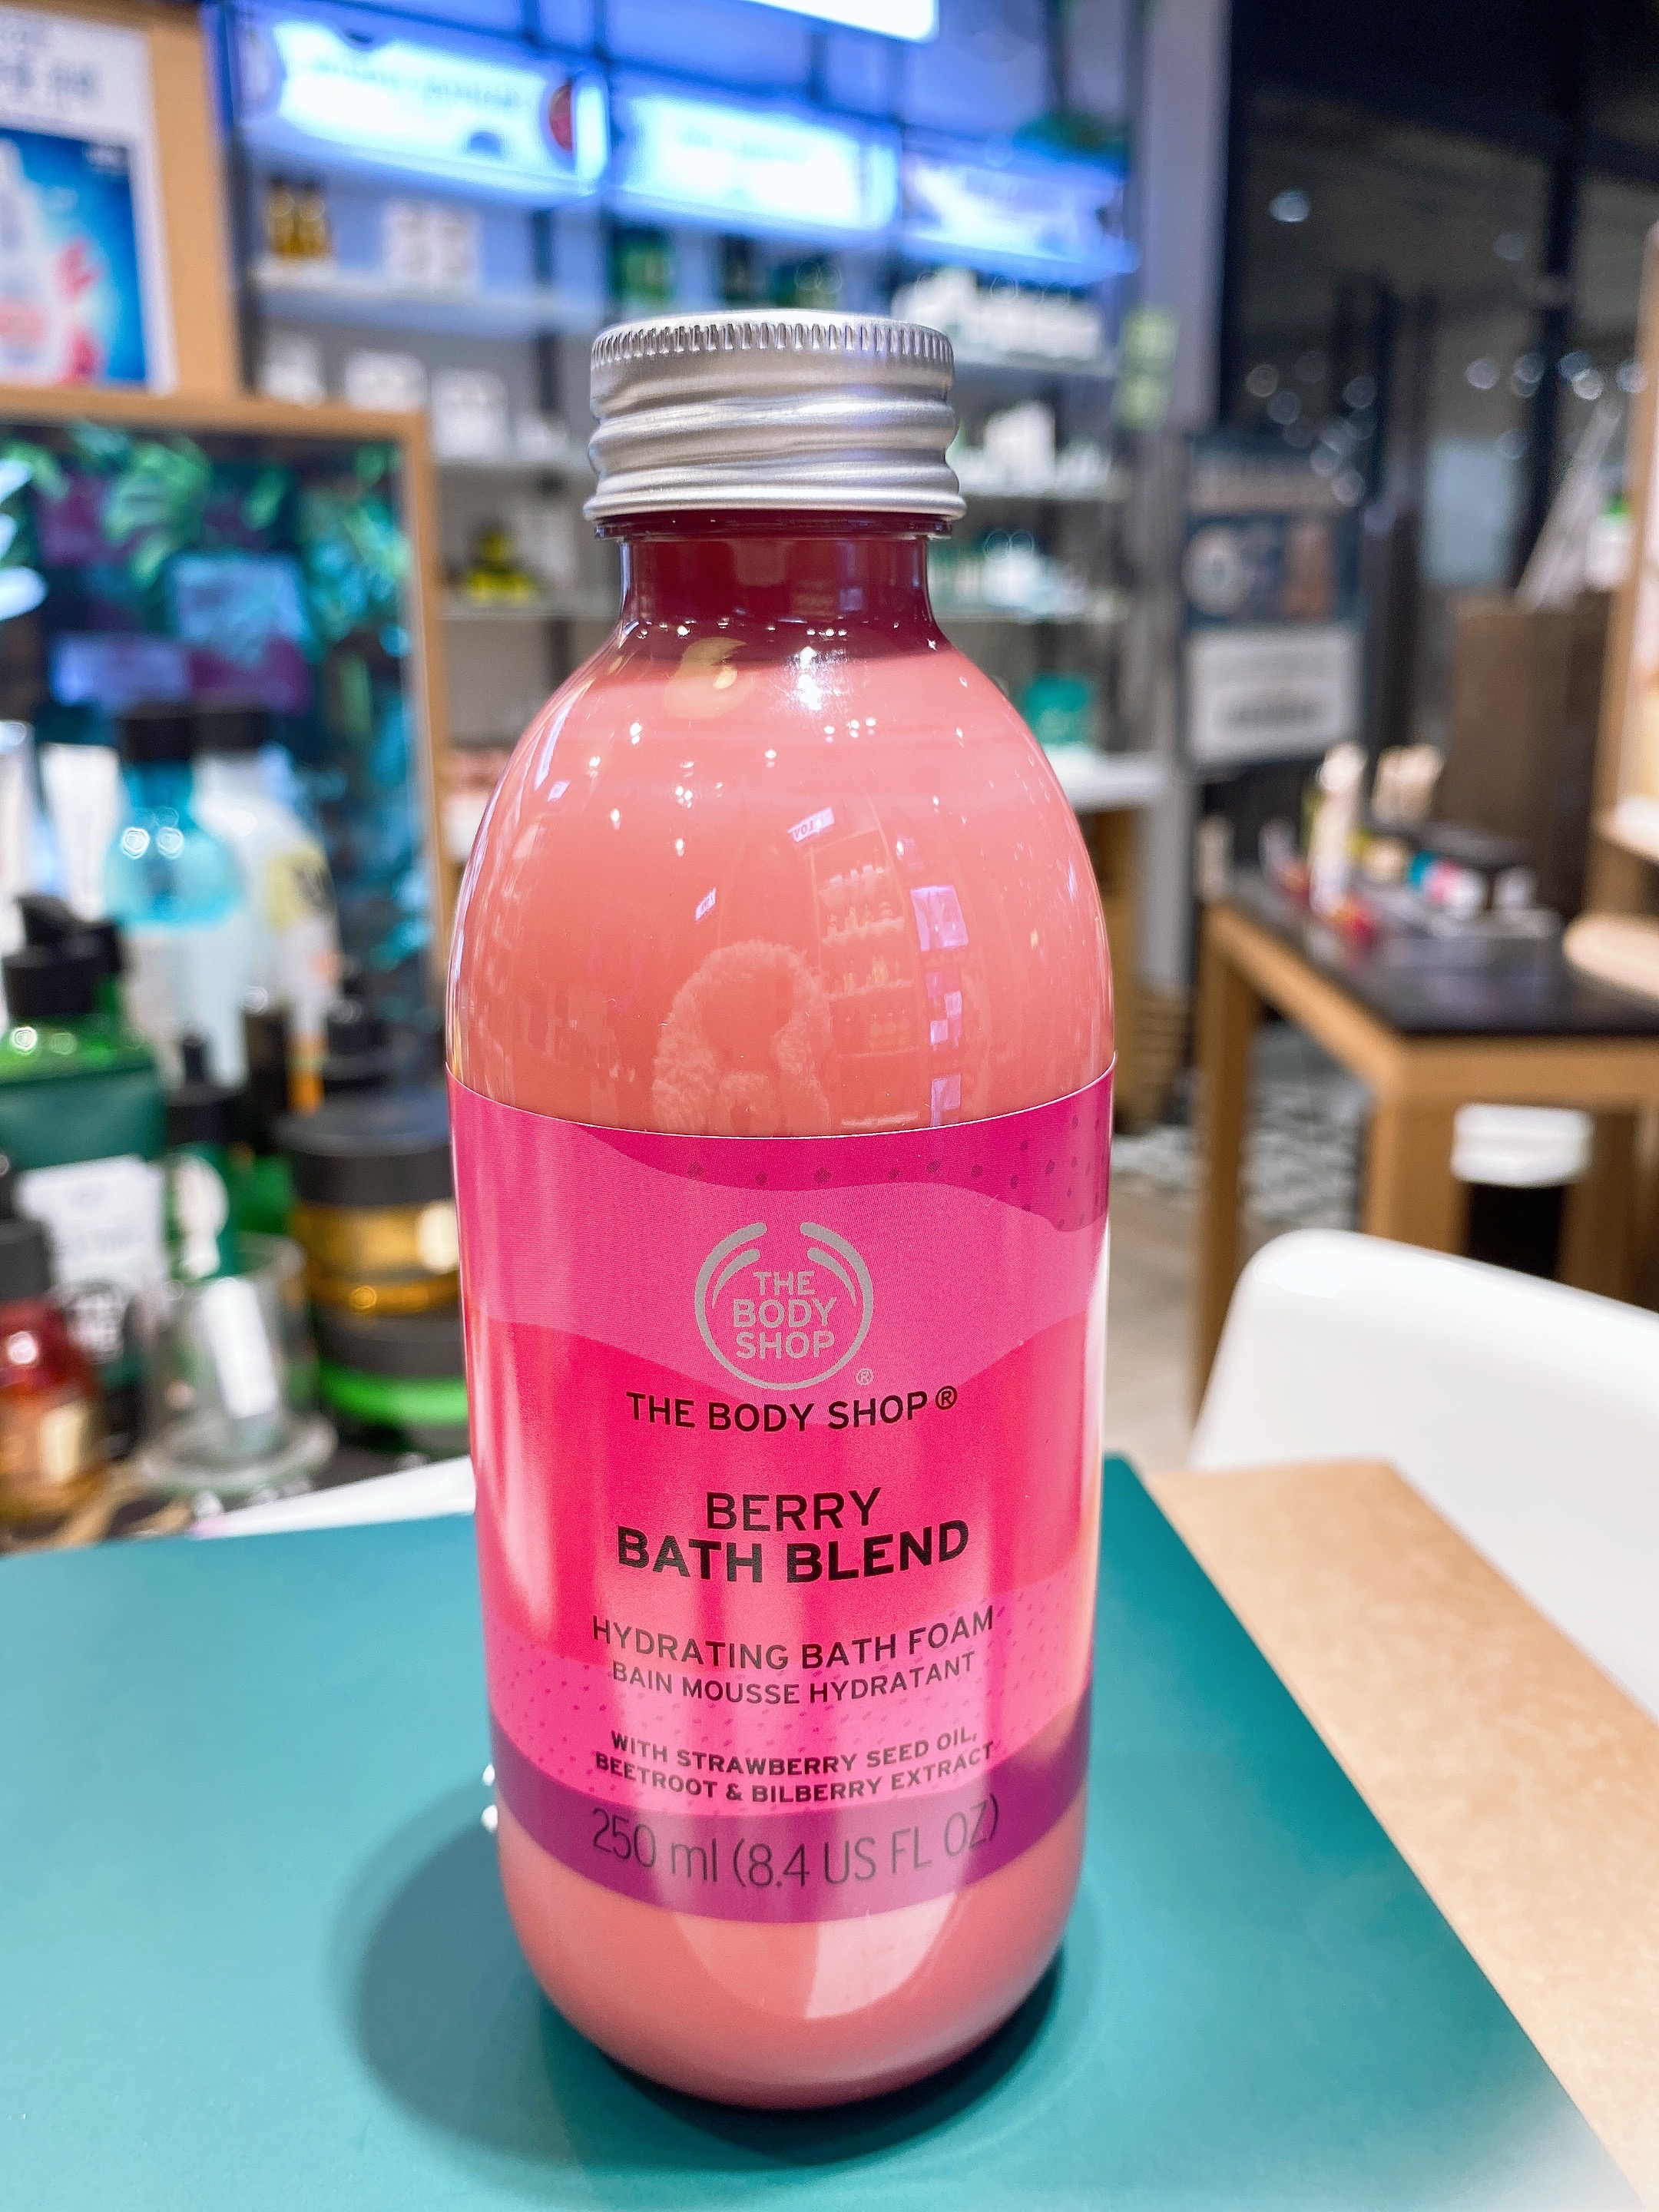 THE
BODY
SHOP
®
THE BODY SHOP®
BERRY
BATH BLEND
HYDRATING BATH FOAM
BAIN MOUSSE HYDRATANT
WITH STRAWBERRY SEED OIL,
BEETROOT & BILBERRY EXTRACT
250 ml (8.4 US FL OZ)